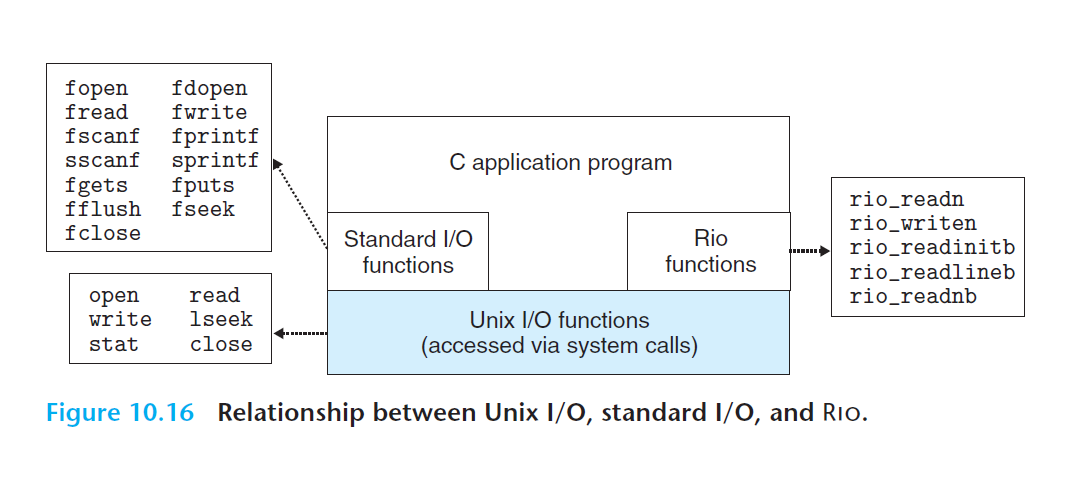 fopen fdopen
fread fwrite
fscanf fprintf
sscanf sprintf
fgets fputs
fflush fseek
fclose
C application program
Standard I/O
functions
Rio
functions
rio_readn
rio_writen
rio_readinitb
rio_readlineb
rio_readnb
open read
write lseek
stat close
Unix I/O functions
(accessed via system calls)
Figure 10.16 Relationship between Unix I/O, standard I/O, and RIO.